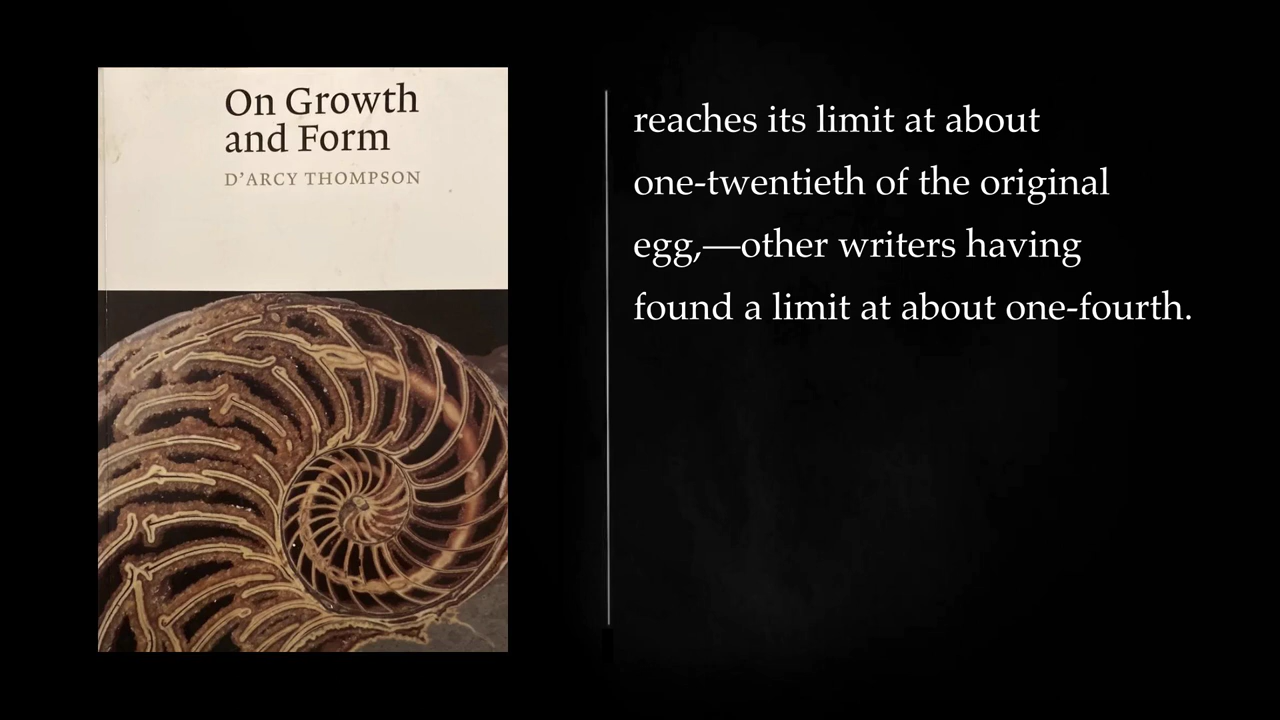 On Growth
and Form
D'ARCY THOMPSON
reaches its limit at about
one-twentieth of the original
egg,—other writers having
found a limit at about one-fourth.